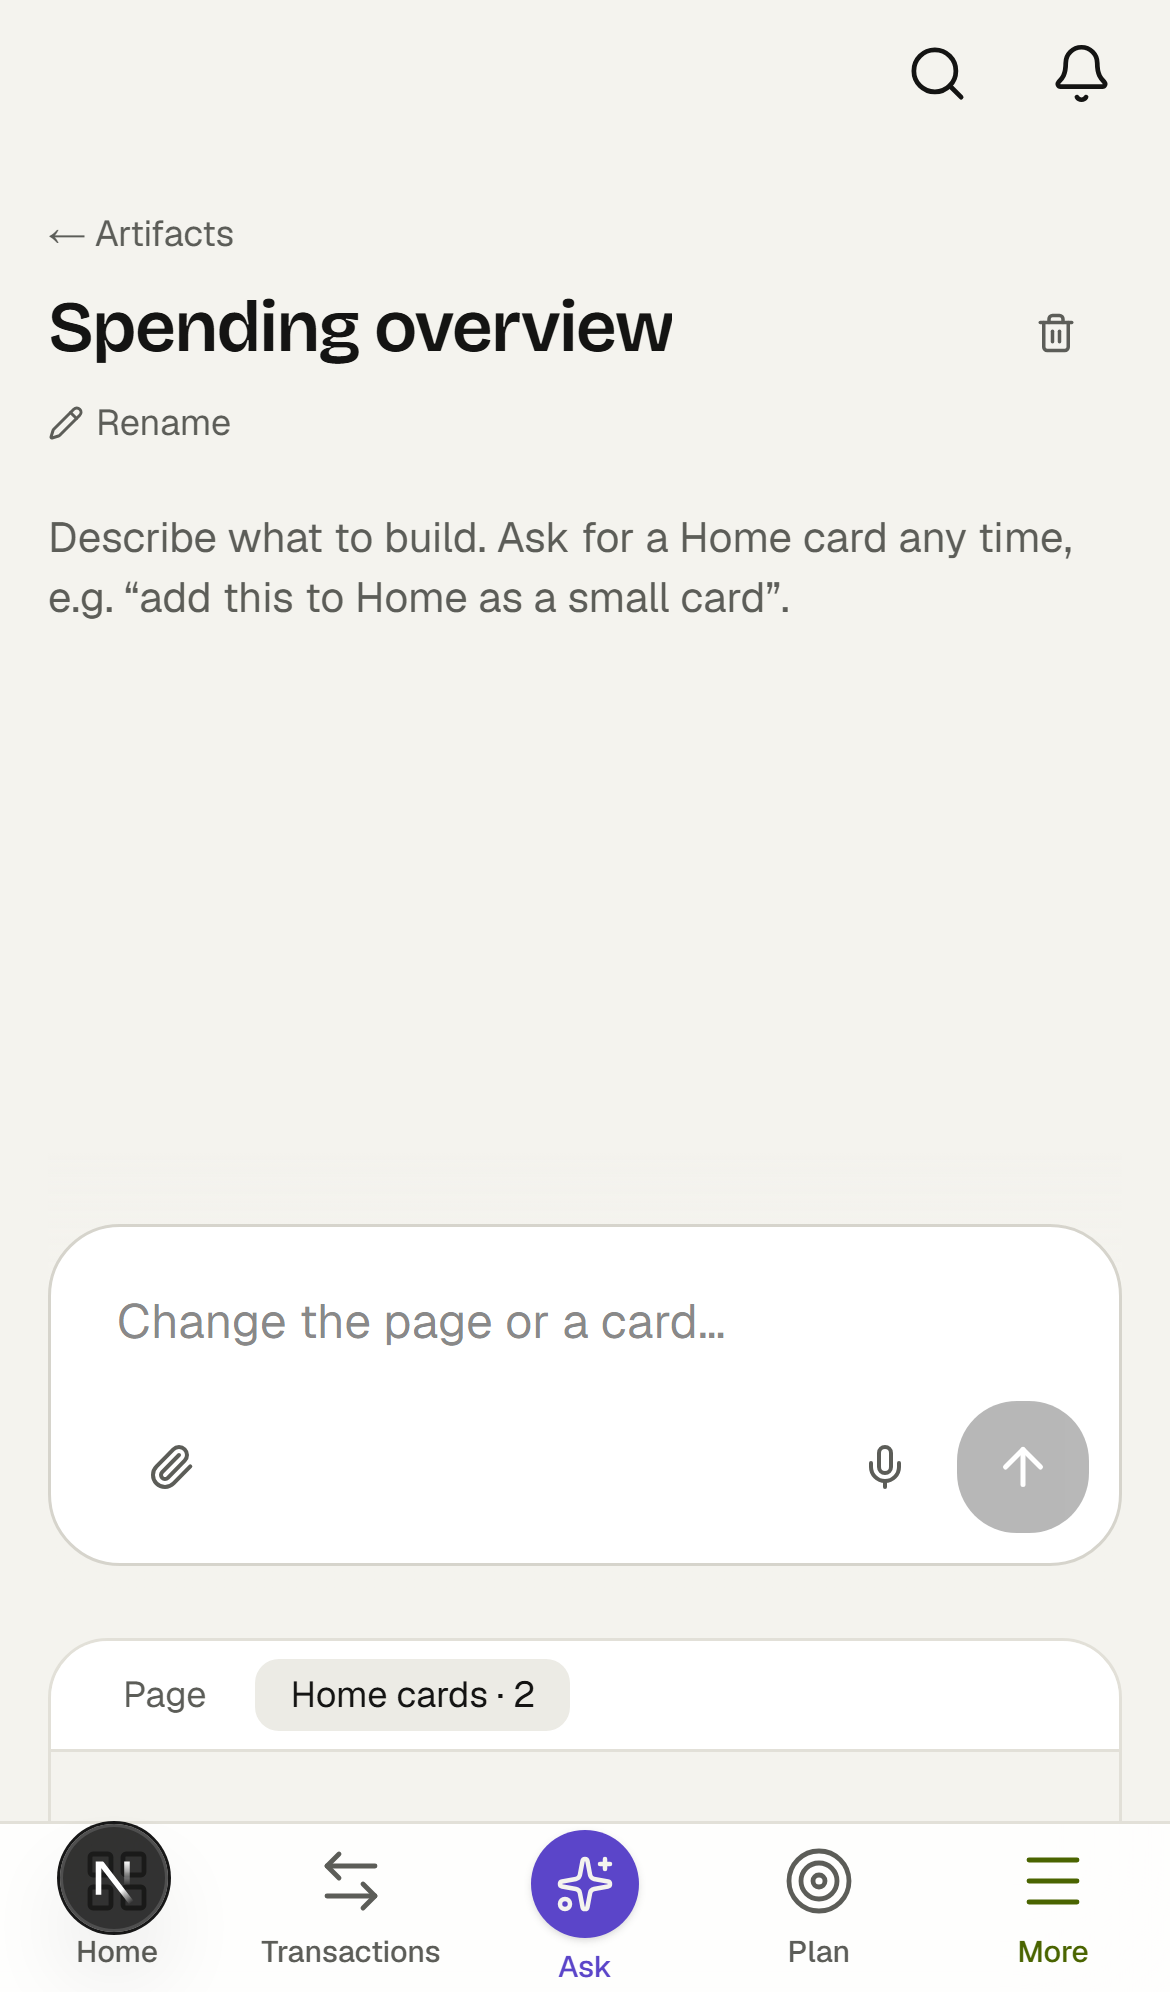 ← Artifacts
Spending overview
Rename
Describe what to build. Ask for a Home card any time,
e.g. “add this to Home as a small card”.
Change the page or a card…
Page
Home cards · 2
N
Home
Transactions
Ask
Plan
More